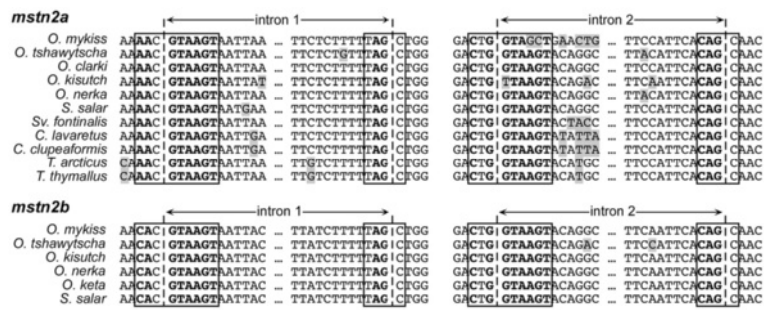 mstn2a
intron 1 intron 2
O. mykiss AAAAC GTAAGTAATTAA ... TTCTCTTTTTAG CTGG GACTG GTAGCTGAACTG ... TTCCATTCACAG CAAC
O. tshawytscha AAAAC GTAAGTAATTAA ... TTCTCTGTTTAG CTGG GACTG GTAAGTACAGGC ... TTACATTCACAG CAAC
O. clarki AAAAC GTAAGTAATTAA ... TTCTCTTTTTAG CTGG GACTG GTAAGTACAGGC ... TTCCATTCACAG CAAC
O. kisutch AAAAC GTAAGTAATTAT ... TTCTCTTTTTAG CTGG GACTG TTAAGTACAGAC ... TTCAATTCACAG CAAC
O. nerka AAAAC GTAAGTAATTAA ... TTCTCTTTTTAG CTGG GACTG GTAAGTACAGGC ... TTACATTCACAG CAAC
S. salar AAAAC GTAAGTAATGAA ... TTCTCTTTTTAG CTGG GACTG GTAAGTACAGGC ... TTCCATTCACAG CAAC
Sv. fontinalis AAAAC GTAAGTAATTAA ... TTCTCTTTTTAG CTGG GACTG GTAAGTACTACC ... TTCCATTCACAG CAAC
C. lavaretus AAAAC GTAAGTAATTGA ... TTCTCTTTTTAG CTGG GACTG GTAAGTATATTA ... TTCCATTCACAG CAAC
C. clupeaformis AAAAC GTAAGTAATTGA ... TTCTCTTTTTAG CTGG GACTG GTAAGTATATTA ... TTCCATTCACAG CAAC
T. arcticus CAAAC GTAAGTAATTAA ... TTGTCTTTTTAG CTGG GACTG GTAAGTACATGC ... TTCCATTCACAG CAAC
T. thymallus CAAAC GTAAGTAATTAA ... TTGTCTTTTTAG CTGG GACTG GTAAGTACATGC ... TTCCATTCACAG CAAC
mstn2b
intron 1 intron 2
O. mykiss AACAC GTAAGTAATTAC ... TTATCTTTTTAG CTGG GACTG GTAAGTACAGGC ... TTCAATTCACAG CAAC
O. tshawytscha AACAC GTAAGTAATTAC ... TTATCTTTTTAG CTGG GACTG GTAAGTACAGAC ... TTCCATTCACAG CAAC
O. kisutch AACAC GTAAGTAATTAC ... TTATCTTTTTAG CTGG GACTG GTAAGTACAGGC ... TTCAATTCACAG CAAC
O. nerka AACAC GTAAGTAATTAC ... TTATCTTTTTAG CTGG GACTG GTAAGTACAGGC ... TTCAATTCACAG CAAC
O. keta AACAC GTAAGTAATTAC ... TTATCTTTTTAG CTGG GACTG GTAAGTACAGGC ... TTCAATTCACAG CAAC
S. salar AACAC GTAAGTAATTAC ... TTATCTTTTTAG CTGG GACTG GTAAGTACAGGC ... TTCAATTCACAG CAAC